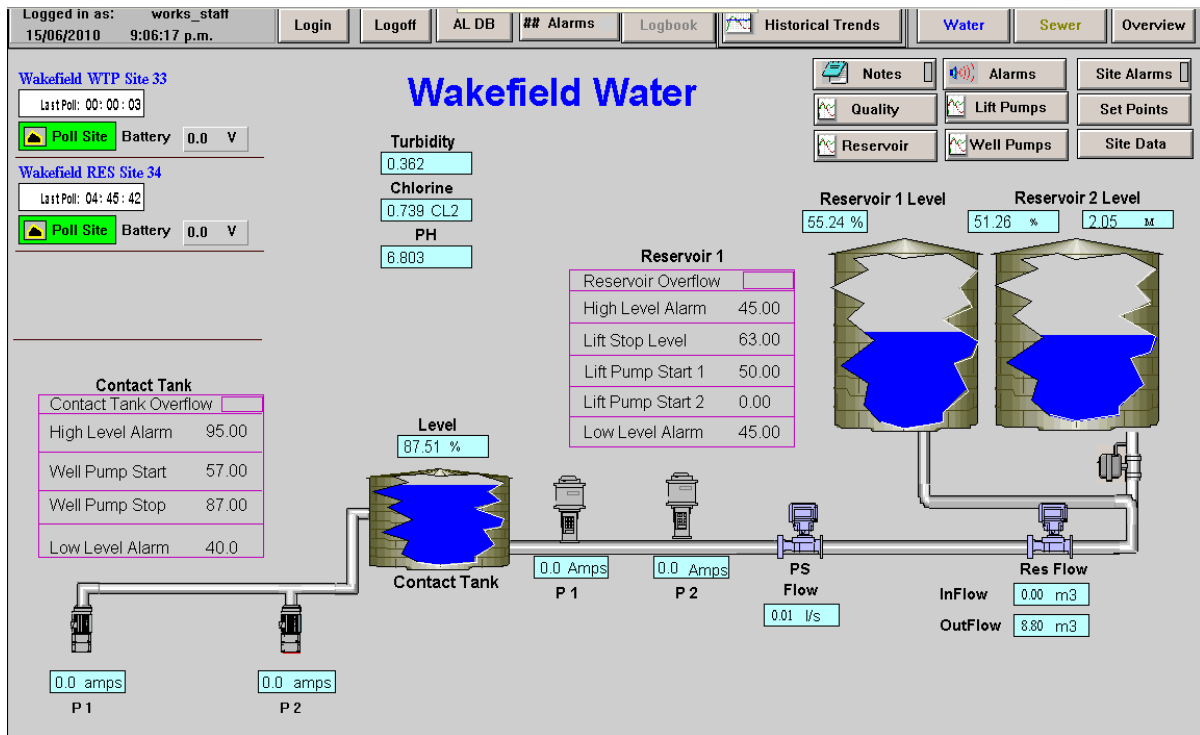 Logged in as: works_staff
15/06/2010 9:06:17 p.m.
Login Logoff AL DB ## Alarms Logbook Historical Trends Water Sewer Overview
Wakefield WTP Site 33
Last Poll: 00: 00: 03
Poll Site Battery 0.0 V
Wakefield RES Site 34
Last Poll: 04: 45: 42
Poll Site Battery 0.0 V
Wakefield Water
Notes Alarms Site Alarms
Quality Lift Pumps Set Points
Reservoir Well Pumps Site Data
Turbidity
0.362
Chlorine
0.739 CL2
PH
6.803
Reservoir 1 Level
55.24 %
Reservoir 2 Level
51.26 % 2.05 M
Reservoir 1
Reservoir Overflow
High Level Alarm 45.00
Lift Stop Level 63.00
Lift Pump Start 1 50.00
Lift Pump Start 2 0.00
Low Level Alarm 45.00
Contact Tank
Contact Tank Overflow
High Level Alarm 95.00
Well Pump Start 57.00
Well Pump Stop 87.00
Low Level Alarm 40.0
Level
87.51 %
Contact Tank
0.0 Amps
P 1
0.0 Amps
P 2
PS
Flow
0.01 l/s
Res Flow
InFlow 0.00 m3
OutFlow 8.80 m3
0.0 amps
P 1
0.0 amps
P 2